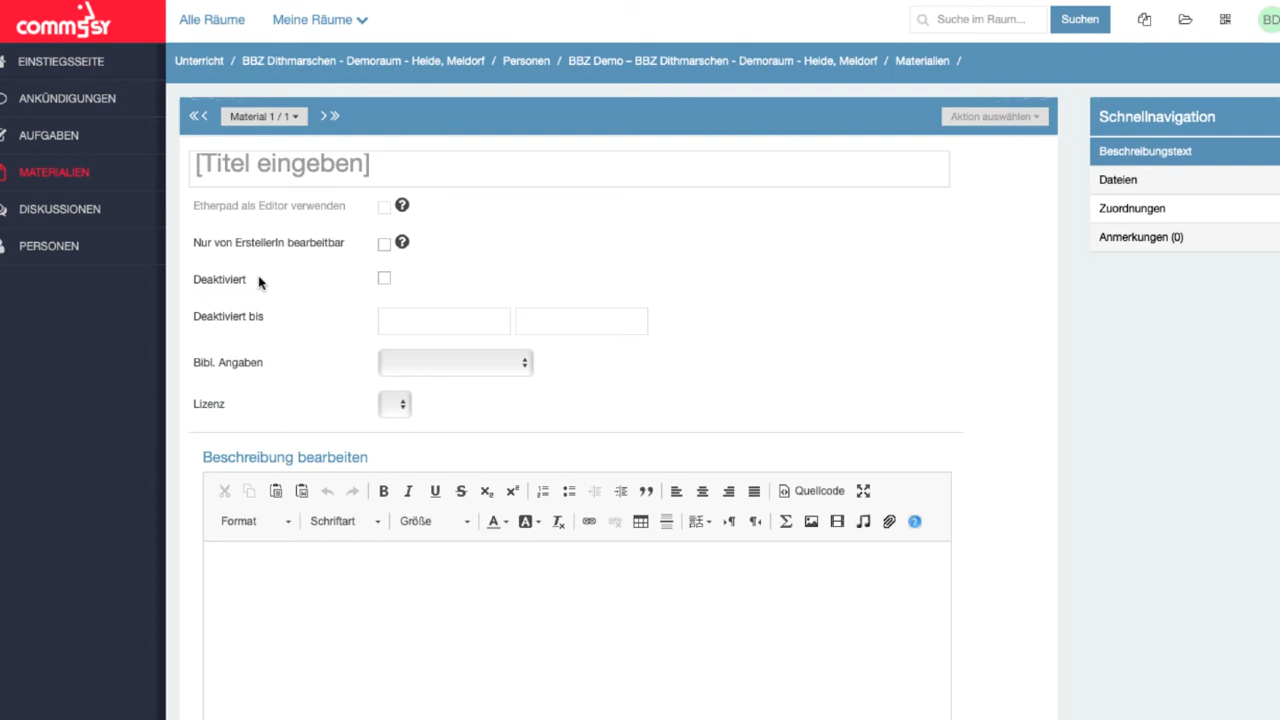 commsy
Alle Räume
Meine Räume
Suche im Raum...
Suchen
BD
EINSTIEGSSEITE
ANKÜNDIGUNGEN
AUFGABEN
MATERIALIEN
DISKUSSIONEN
PERSONEN
Unterricht / BBZ Dithmarschen - Demoraum - Heide, Meldorf / Personen / BBZ Demo – BBZ Dithmarschen - Demoraum - Heide, Meldorf / Materialien /
Material 1 / 1
Aktion auswählen
[Titel eingeben]
Etherpad als Editor verwenden
Nur von ErstellerIn bearbeitbar
Deaktiviert
Deaktiviert bis
Bibl. Angaben
Lizenz
Beschreibung bearbeiten
Quellcode
Format
Schriftart
Größe
Schnellnavigation
Beschreibungstext
Dateien
Zuordnungen
Anmerkungen (0)